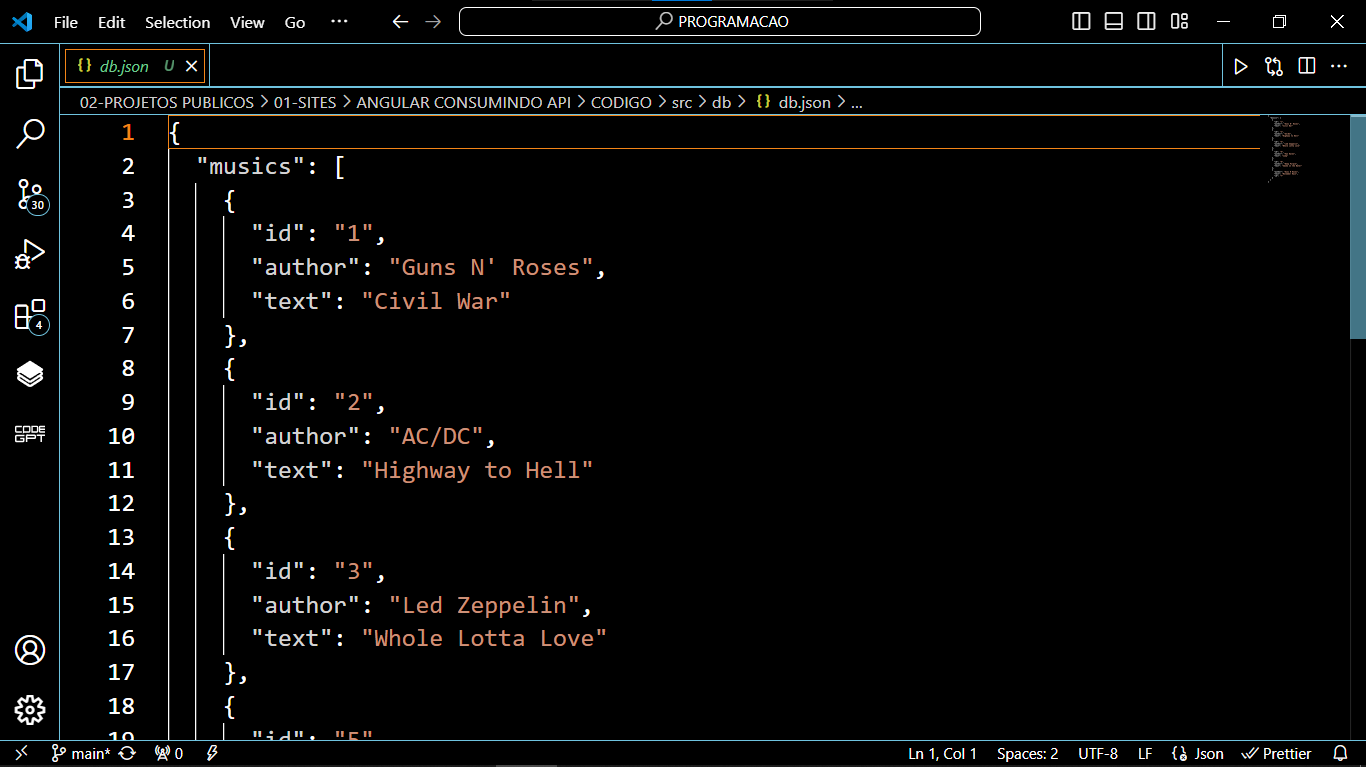 File Edit Selection View Go ··· PROGRAMACAO
{} db.json U
02-PROJETOS PUBLICOS > 01-SITES > ANGULAR CONSUMINDO API > CODIGO > src > db > {} db.json > ...
1 {
2 "musics": [
3 {
4 "id": "1",
5 "author": "Guns N' Roses",
6 "text": "Civil War"
7 },
8 {
9 "id": "2",
10 "author": "AC/DC",
11 "text": "Highway to Hell"
12 },
13 {
14 "id": "3",
15 "author": "Led Zeppelin",
16 "text": "Whole Lotta Love"
17 },
18 {
19 "id": "5"
30
4
CODE
GPT
main* 0 Ln 1, Col 1 Spaces: 2 UTF-8 LF {} Json Prettier